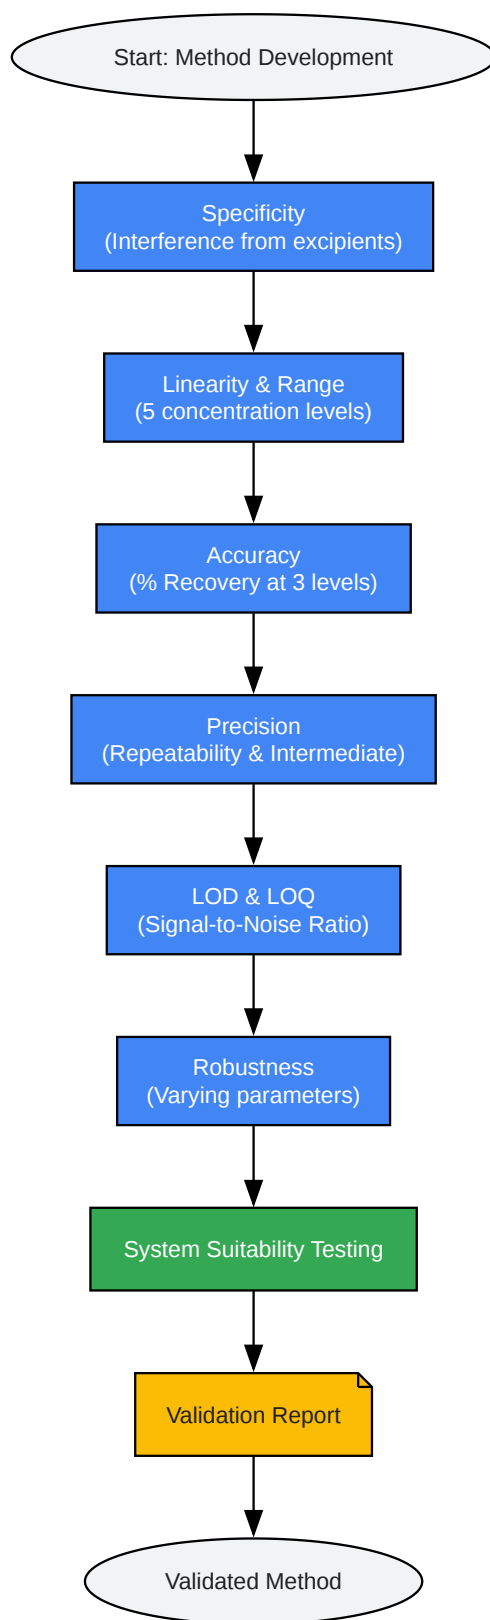 Start: Method Development
Specificity
(Interference from excipients)
Linearity & Range
(5 concentration levels)
Accuracy
(% Recovery at 3 levels)
Precision
(Repeatability & Intermediate)
LOD & LOQ
(Signal-to-Noise Ratio)
Robustness
(Varying parameters)
System Suitability Testing
Validation Report
Validated Method